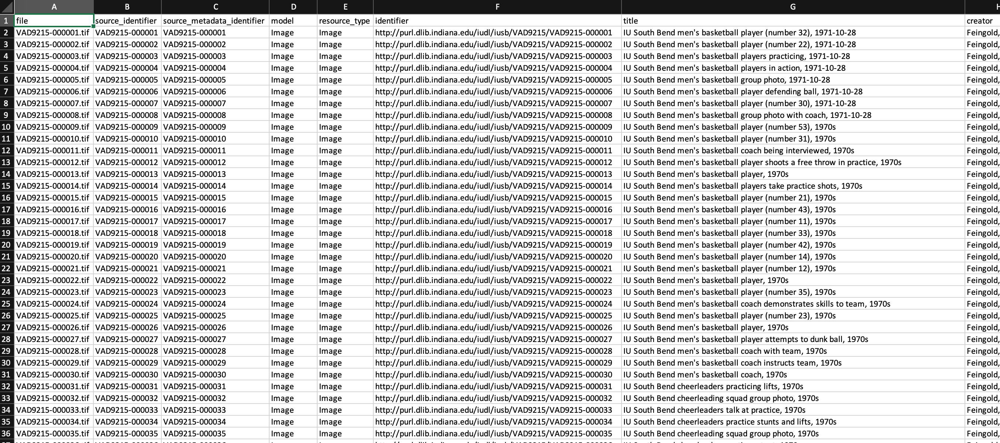 A B C D E F G H
1 file source_identifier source_metadata_identifier model resource_type identifier title creator
2 VAD9215-000001.tif VAD9215-000001 VAD9215-000001 Image Image http://purl.dlib.indiana.edu/iudl/iusb/VAD9215/VAD9215-000001 IU South Bend men's basketball player (number 32), 1971-10-28 Feingold,
3 VAD9215-000002.tif VAD9215-000002 VAD9215-000002 Image Image http://purl.dlib.indiana.edu/iudl/iusb/VAD9215/VAD9215-000002 IU South Bend men's basketball player (number 22), 1971-10-28 Feingold,
4 VAD9215-000003.tif VAD9215-000003 VAD9215-000003 Image Image http://purl.dlib.indiana.edu/iudl/iusb/VAD9215/VAD9215-000003 IU South Bend men's basketball players practicing, 1971-10-28 Feingold,
5 VAD9215-000004.tif VAD9215-000004 VAD9215-000004 Image Image http://purl.dlib.indiana.edu/iudl/iusb/VAD9215/VAD9215-000004 IU South Bend men's basketball players in action, 1971-10-28 Feingold,
6 VAD9215-000005.tif VAD9215-000005 VAD9215-000005 Image Image http://purl.dlib.indiana.edu/iudl/iusb/VAD9215/VAD9215-000005 IU South Bend men's basketball group photo, 1971-10-28 Feingold,
7 VAD9215-000006.tif VAD9215-000006 VAD9215-000006 Image Image http://purl.dlib.indiana.edu/iudl/iusb/VAD9215/VAD9215-000006 IU South Bend men's basketball player defending ball, 1971-10-28 Feingold,
8 VAD9215-000007.tif VAD9215-000007 VAD9215-000007 Image Image http://purl.dlib.indiana.edu/iudl/iusb/VAD9215/VAD9215-000007 IU South Bend men's basketball player (number 30), 1971-10-28 Feingold,
9 VAD9215-000008.tif VAD9215-000008 VAD9215-000008 Image Image http://purl.dlib.indiana.edu/iudl/iusb/VAD9215/VAD9215-000008 IU South Bend men's basketball group photo with coach, 1971-10-28 Feingold,
10 VAD9215-000009.tif VAD9215-000009 VAD9215-000009 Image Image http://purl.dlib.indiana.edu/iudl/iusb/VAD9215/VAD9215-000009 IU South Bend men's basketball player (number 53), 1970s Feingold,
11 VAD9215-000010.tif VAD9215-000010 VAD9215-000010 Image Image http://purl.dlib.indiana.edu/iudl/iusb/VAD9215/VAD9215-000010 IU South Bend men's basketball player (number 31), 1970s Feingold,
12 VAD9215-000011.tif VAD9215-000011 VAD9215-000011 Image Image http://purl.dlib.indiana.edu/iudl/iusb/VAD9215/VAD9215-000011 IU South Bend men's basketball coach being interviewed, 1970s Feingold,
13 VAD9215-000012.tif VAD9215-000012 VAD9215-000012 Image Image http://purl.dlib.indiana.edu/iudl/iusb/VAD9215/VAD9215-000012 IU South Bend men's basketball player shoots a free throw in practice, 1970s Feingold,
14 VAD9215-000013.tif VAD9215-000013 VAD9215-000013 Image Image http://purl.dlib.indiana.edu/iudl/iusb/VAD9215/VAD9215-000013 IU South Bend men's basketball player, 1970s Feingold,
15 VAD9215-000014.tif VAD9215-000014 VAD9215-000014 Image Image http://purl.dlib.indiana.edu/iudl/iusb/VAD9215/VAD9215-000014 IU South Bend men's basketball players take practice shots, 1970s Feingold,
16 VAD9215-000015.tif VAD9215-000015 VAD9215-000015 Image Image http://purl.dlib.indiana.edu/iudl/iusb/VAD9215/VAD9215-000015 IU South Bend men's basketball player (number 21), 1970s Feingold,
17 VAD9215-000016.tif VAD9215-000016 VAD9215-000016 Image Image http://purl.dlib.indiana.edu/iudl/iusb/VAD9215/VAD9215-000016 IU South Bend men's basketball player (number 43), 1970s Feingold,
18 VAD9215-000017.tif VAD9215-000017 VAD9215-000017 Image Image http://purl.dlib.indiana.edu/iudl/iusb/VAD9215/VAD9215-000017 IU South Bend men's basketball player (number 11), 1970s Feingold,
19 VAD9215-000018.tif VAD9215-000018 VAD9215-000018 Image Image http://purl.dlib.indiana.edu/iudl/iusb/VAD9215/VAD9215-000018 IU South Bend men's basketball player (number 33), 1970s Feingold,
20 VAD9215-000019.tif VAD9215-000019 VAD9215-000019 Image Image http://purl.dlib.indiana.edu/iudl/iusb/VAD9215/VAD9215-000019 IU South Bend men's basketball player (number 42), 1970s Feingold,
21 VAD9215-000020.tif VAD9215-000020 VAD9215-000020 Image Image http://purl.dlib.indiana.edu/iudl/iusb/VAD9215/VAD9215-000020 IU South Bend men's basketball player (number 14), 1970s Feingold,
22 VAD9215-000021.tif VAD9215-000021 VAD9215-000021 Image Image http://purl.dlib.indiana.edu/iudl/iusb/VAD9215/VAD9215-000021 IU South Bend men's basketball player (number 12), 1970s Feingold,
23 VAD9215-000022.tif VAD9215-000022 VAD9215-000022 Image Image http://purl.dlib.indiana.edu/iudl/iusb/VAD9215/VAD9215-000022 IU South Bend men's basketball player, 1970s Feingold,
24 VAD9215-000023.tif VAD9215-000023 VAD9215-000023 Image Image http://purl.dlib.indiana.edu/iudl/iusb/VAD9215/VAD9215-000023 IU South Bend men's basketball player (number 35), 1970s Feingold,
25 VAD9215-000024.tif VAD9215-000024 VAD9215-000024 Image Image http://purl.dlib.indiana.edu/iudl/iusb/VAD9215/VAD9215-000024 IU South Bend men's basketball coach demonstrates skills to team, 1970s Feingold,
26 VAD9215-000025.tif VAD9215-000025 VAD9215-000025 Image Image http://purl.dlib.indiana.edu/iudl/iusb/VAD9215/VAD9215-000025 IU South Bend men's basketball player (number 23), 1970s Feingold,
27 VAD9215-000026.tif VAD9215-000026 VAD9215-000026 Image Image http://purl.dlib.indiana.edu/iudl/iusb/VAD9215/VAD9215-000026 IU South Bend men's basketball player, 1970s Feingold,
28 VAD9215-000027.tif VAD9215-000027 VAD9215-000027 Image Image http://purl.dlib.indiana.edu/iudl/iusb/VAD9215/VAD9215-000027 IU South Bend men's basketball player attempts to dunk ball, 1970s Feingold,
29 VAD9215-000028.tif VAD9215-000028 VAD9215-000028 Image Image http://purl.dlib.indiana.edu/iudl/iusb/VAD9215/VAD9215-000028 IU South Bend men's basketball coach with team, 1970s Feingold,
30 VAD9215-000029.tif VAD9215-000029 VAD9215-000029 Image Image http://purl.dlib.indiana.edu/iudl/iusb/VAD9215/VAD9215-000029 IU South Bend men's basketball coach instructs team, 1970s Feingold,
31 VAD9215-000030.tif VAD9215-000030 VAD9215-000030 Image Image http://purl.dlib.indiana.edu/iudl/iusb/VAD9215/VAD9215-000030 IU South Bend men's basketball coach, 1970s Feingold,
32 VAD9215-000031.tif VAD9215-000031 VAD9215-000031 Image Image http://purl.dlib.indiana.edu/iudl/iusb/VAD9215/VAD9215-000031 IU South Bend cheerleaders practicing lifts, 1970s Feingold,
33 VAD9215-000032.tif VAD9215-000032 VAD9215-000032 Image Image http://purl.dlib.indiana.edu/iudl/iusb/VAD9215/VAD9215-000032 IU South Bend cheerleading squad group photo, 1970s Feingold,
34 VAD9215-000033.tif VAD9215-000033 VAD9215-000033 Image Image http://purl.dlib.indiana.edu/iudl/iusb/VAD9215/VAD9215-000033 IU South Bend cheerleaders talk at practice, 1970s Feingold,
35 VAD9215-000034.tif VAD9215-000034 VAD9215-000034 Image Image http://purl.dlib.indiana.edu/iudl/iusb/VAD9215/VAD9215-000034 IU South Bend cheerleaders practice stunts and lifts, 1970s Feingold,
36 VAD9215-000035.tif VAD9215-000035 VAD9215-000035 Image Image http://purl.dlib.indiana.edu/iudl/iusb/VAD9215/VAD9215-000035 IU South Bend cheerleading squad group photo, 1970s Feingold,